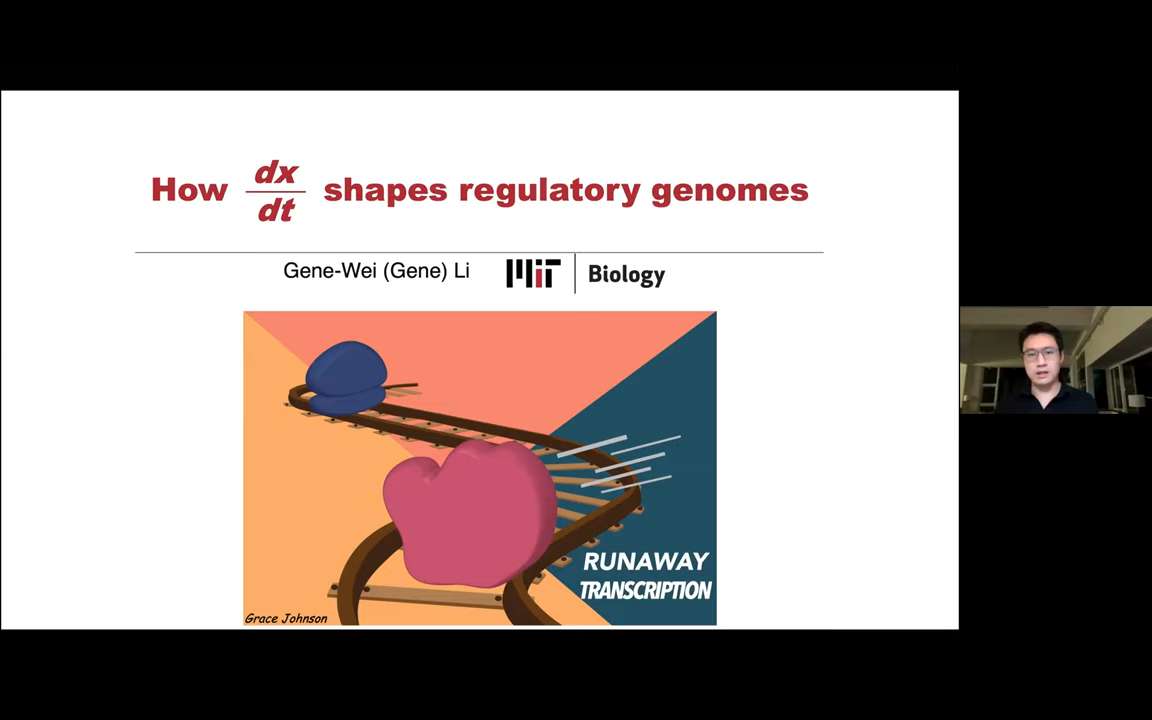 How dx/dt shapes regulatory genomes
Gene-Wei (Gene) Li
MIT Biology
RUNAWAY
TRANSCRIPTION
Grace Johnson